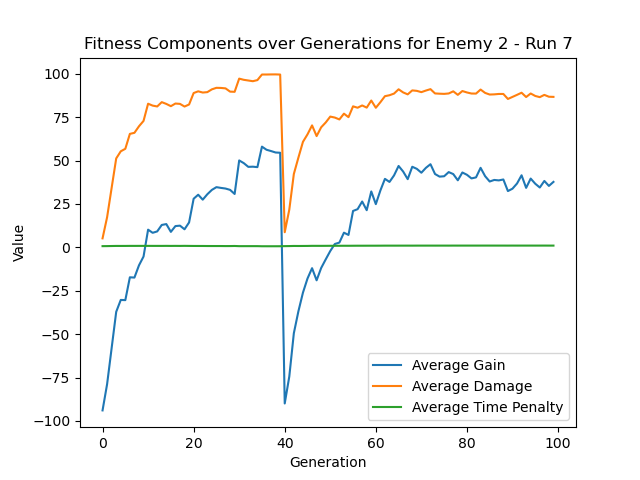 Fitness Components over Generations for Enemy 2 - Run 7
100
75
50
25
0
−25
−50
−75
−100
Value
Average Gain
Average Damage
Average Time Penalty
0 20 40 60 80 100
Generation